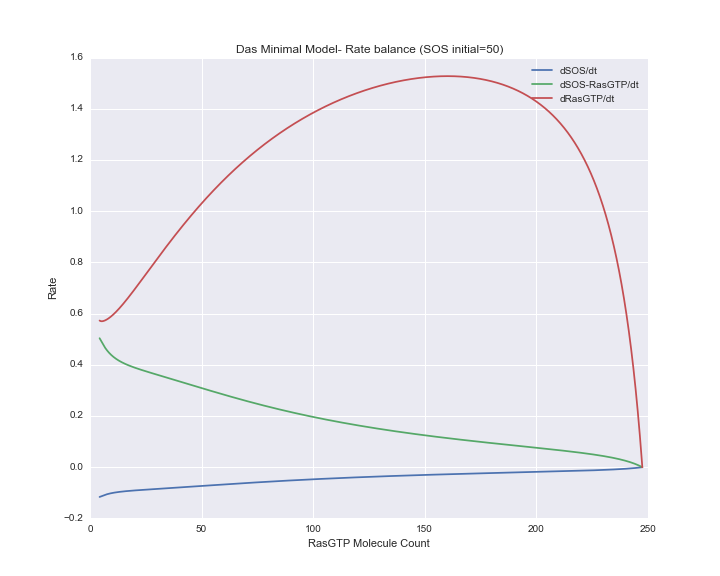 Das Minimal Model- Rate balance (SOS initial=50)
dSOS/dt
dSOS-RasGTP/dt
dRasGTP/dt
1.6
1.4
1.2
1.0
0.8
0.6
0.4
0.2
0.0
−0.2
Rate
0 50 100 150 200 250
RasGTP Molecule Count